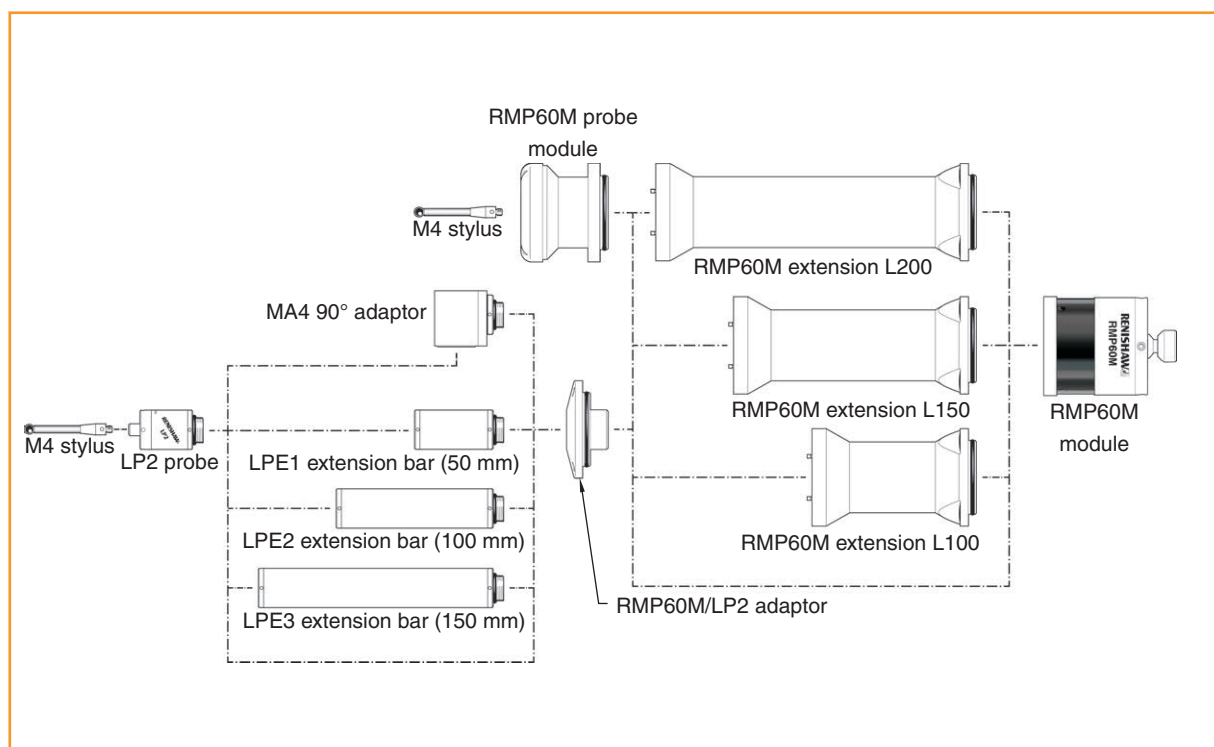 RMP60M probe
module
M4 stylus
RMP60M extension L200
MA4 90° adaptor
RENISHAW
RMP60M
RMP60M extension L150
RMP60M
module
RENISHAW
LP2
M4 stylus
LP2 probe
LPE1 extension bar (50 mm)
LPE2 extension bar (100 mm)
RMP60M extension L100
LPE3 extension bar (150 mm)
RMP60M/LP2 adaptor